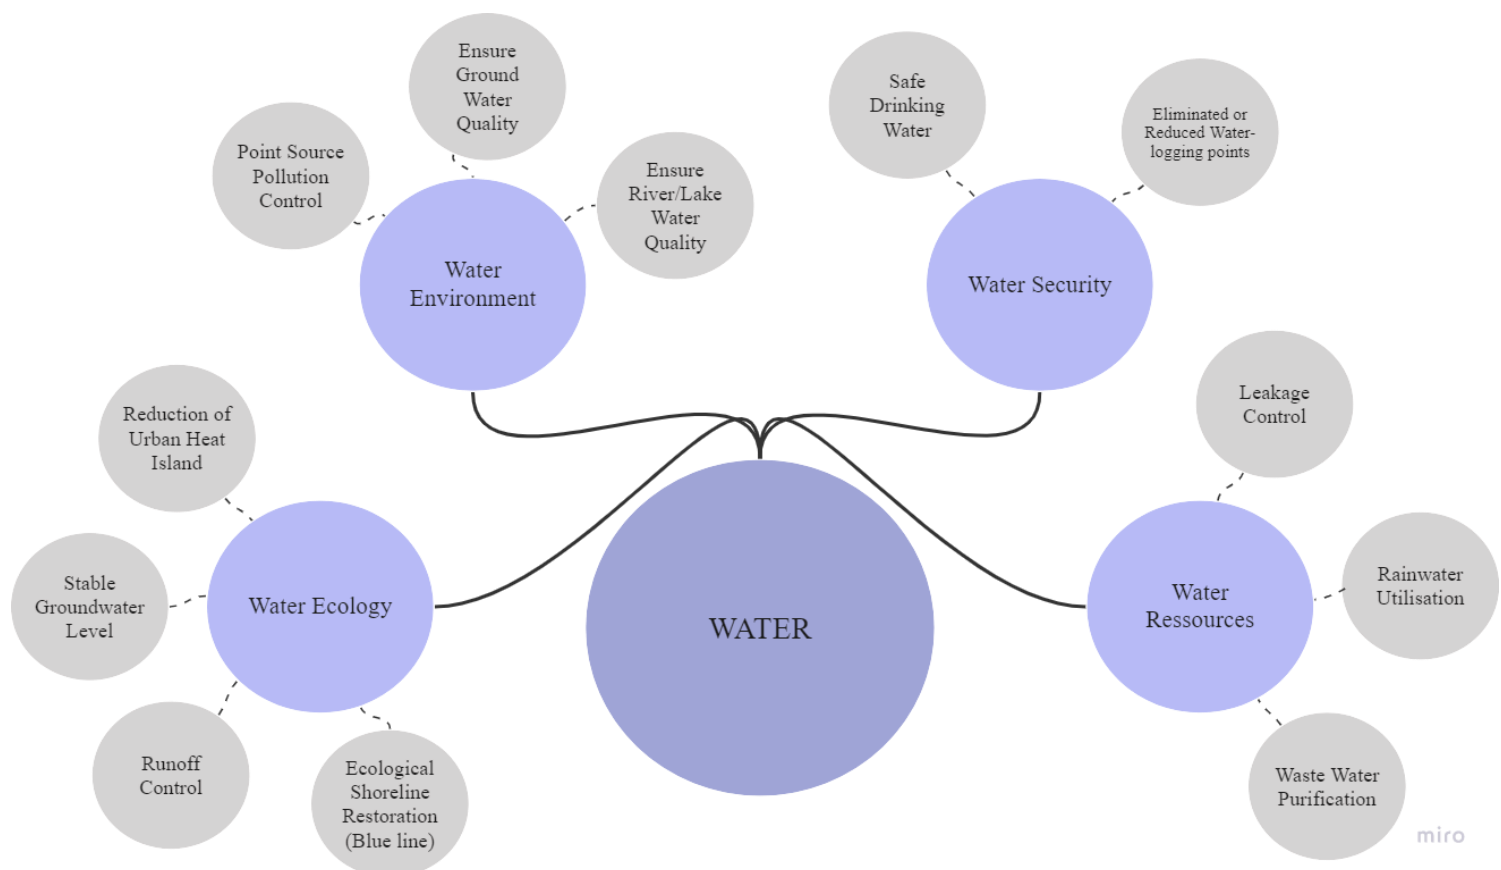 Ensure
Ground
Water
Quality
Point Source
Pollution
Control
Ensure
River/Lake
Water
Quality
Water
Environment
Safe
Drinking
Water
Eliminated or
Reduced Water-
logging points
Water Security
Reduction of
Urban Heat
Island
Stable
Groundwater
Level
Water Ecology
Runoff
Control
Ecological
Shoreline
Restoration
(Blue line)
WATER
Leakage
Control
Rainwater
Utilisation
Water
Ressources
Waste Water
Purification
miro